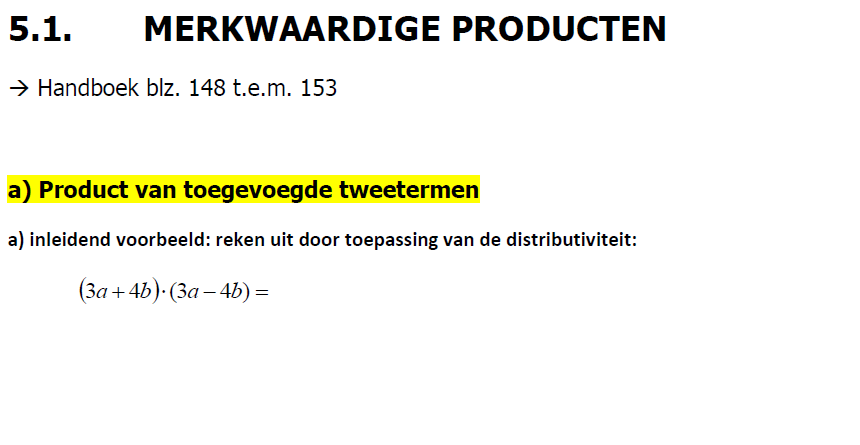 5.1. MERKWAARDIGE PRODUCTEN
→ Handboek blz. 148 t.e.m. 153
a) Product van toegevoegde tweetermen
a) inleidend voorbeeld: reken uit door toepassing van de distributiviteit:
(3a + 4b)·(3a – 4b) =